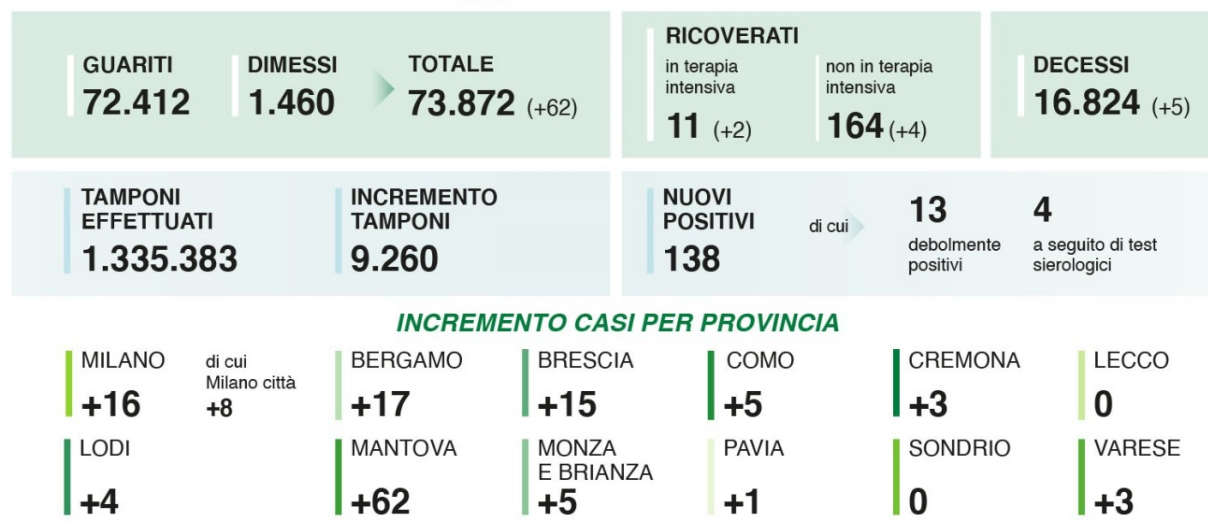 GUARITI
72.412
DIMESSI
1.460
TOTALE
73.872 (+62)
RICOVERATI
in terapia
intensiva
11 (+2)
non in terapia
intensiva
164 (+4)
DECESSI
16.824 (+5)
TAMPONI
EFFETTUATI
1.335.383
INCREMENTO
TAMPONI
9.260
NUOVI
POSITIVI
138
di cui
13
debolmente
positivi
4
a seguito di test
sierologici
INCREMENTO CASI PER PROVINCIA
MILANO
+16
di cui
Milano città
+8
BERGAMO
+17
BRESCIA
+15
COMO
+5
CREMONA
+3
LECCO
0
LODI
+4
MANTOVA
+62
MONZA
E BRIANZA
+5
PAVIA
+1
SONDRIO
0
VARESE
+3